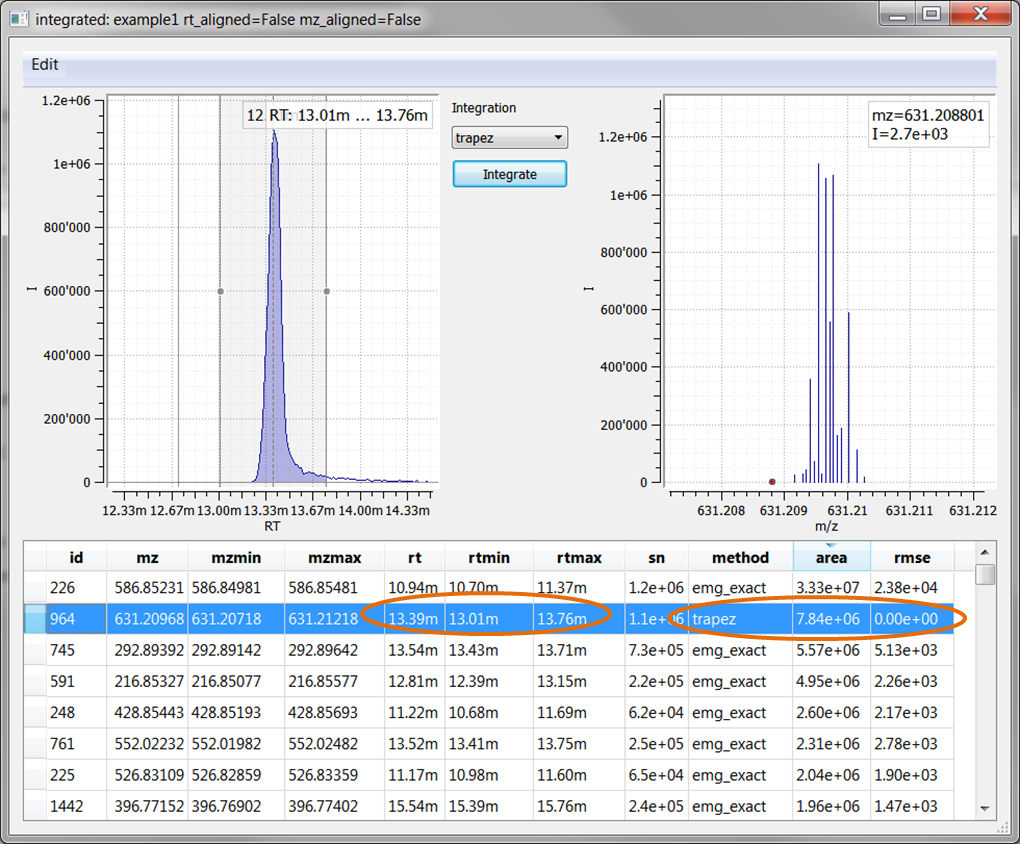 integrated: example1 rt_aligned=False mz_aligned=False
Edit
1.2e+06
1e+06
800'000
600'000
400'000
200'000
0
I
12 RT: 13.01m ... 13.76m
12.33m 12.67m 13.00m 13.33m 13.67m 14.00m 14.33m
RT
Integration
trapez
Integrate
1.2e+06
1e+06
800'000
600'000
400'000
200'000
0
I
mz=631.208801
I=2.7e+03
631.208 631.209 631.21 631.211 631.212
m/z
id mz mzmin mzmax rt rtmin rtmax sn method area rmse
226 586.85231 586.84981 586.85481 10.94m 10.70m 11.37m 1.2e+06 emg_exact 3.33e+07 2.38e+04
964 631.20968 631.20718 631.21218 13.39m 13.01m 13.76m 1.1e+06 trapez 7.84e+06 0.00e+00
745 292.89392 292.89142 292.89642 13.54m 13.43m 13.71m 7.3e+05 emg_exact 5.57e+06 5.13e+03
591 216.85327 216.85077 216.85577 12.81m 12.39m 13.15m 2.2e+05 emg_exact 4.95e+06 2.26e+03
248 428.85443 428.85193 428.85693 11.22m 10.68m 11.69m 6.2e+04 emg_exact 2.60e+06 2.17e+03
761 552.02232 552.01982 552.02482 13.52m 13.41m 13.75m 2.5e+05 emg_exact 2.31e+06 2.78e+03
225 526.83109 526.82859 526.83359 11.17m 10.98m 11.60m 6.5e+04 emg_exact 2.04e+06 1.90e+03
1442 396.77152 396.76902 396.77402 15.54m 15.39m 15.76m 2.4e+05 emg_exact 1.96e+06 1.47e+03